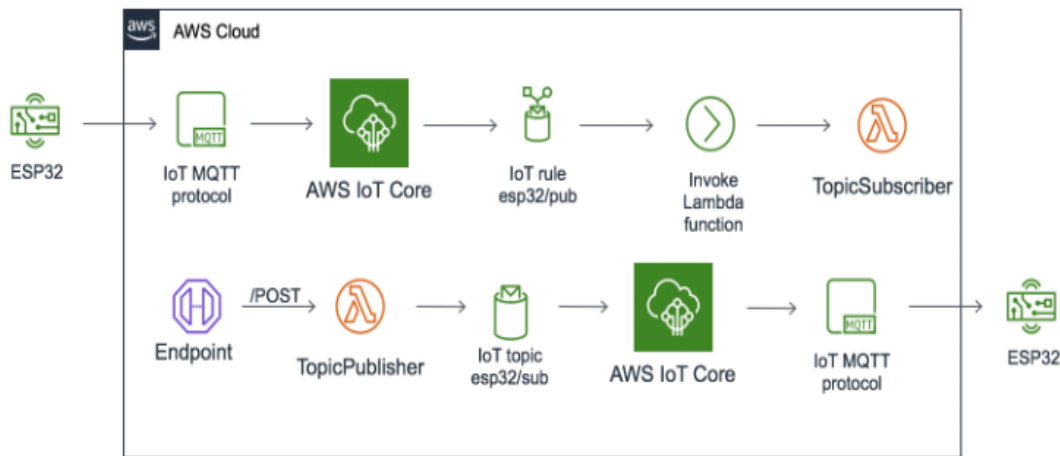 aws
AWS Cloud
ESP32
MQTT
IoT MQTT
protocol
AWS IoT Core
IoT rule
esp32/pub
Invoke
Lambda
function
TopicSubscriber
Endpoint
/POST
TopicPublisher
IoT topic
esp32/sub
AWS IoT Core
MQTT
IoT MQTT
protocol
ESP32